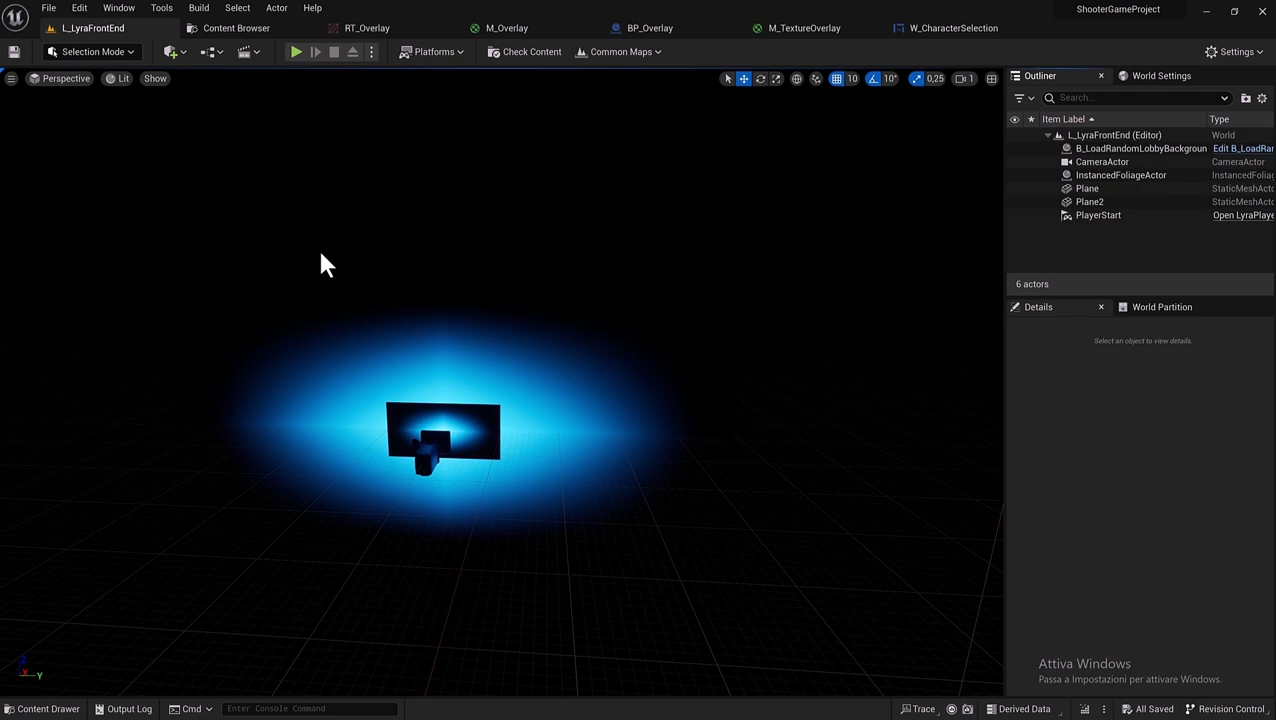 File Edit Window Tools Build Select Actor Help
ShooterGameProject
L_LyraFrontEnd Content Browser RT_Overlay M_Overlay BP_Overlay M_TextureOverlay W_CharacterSelection
Selection Mode Platforms Check Content Common Maps Settings
Perspective Lit Show 10 10° 0,25 1
Outliner World Settings
Search...
Item Label Type
L_LyraFrontEnd (Editor) World
B_LoadRandomLobbyBackgroun Edit B_LoadRar
CameraActor CameraActor
InstancedFoliageActor InstancedFoliag
Plane StaticMeshActo
Plane2 StaticMeshActo
PlayerStart Open LyraPlaye
6 actors
Details World Partition
Select an object to view details.
Z
X
Y
Attiva Windows
Passa a Impostazioni per attivare Windows.
Content Drawer Output Log Cmd Enter Console Command Trace Derived Data All Saved Revision Control